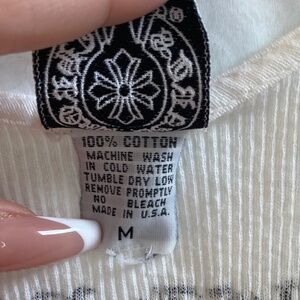 100% COTTON
MACHINE WASH
IN COLD WATER
TUMBLE DRY LOW
REMOVE PROMPTLY
NO BLEACH
MADE IN U.S.A.
M